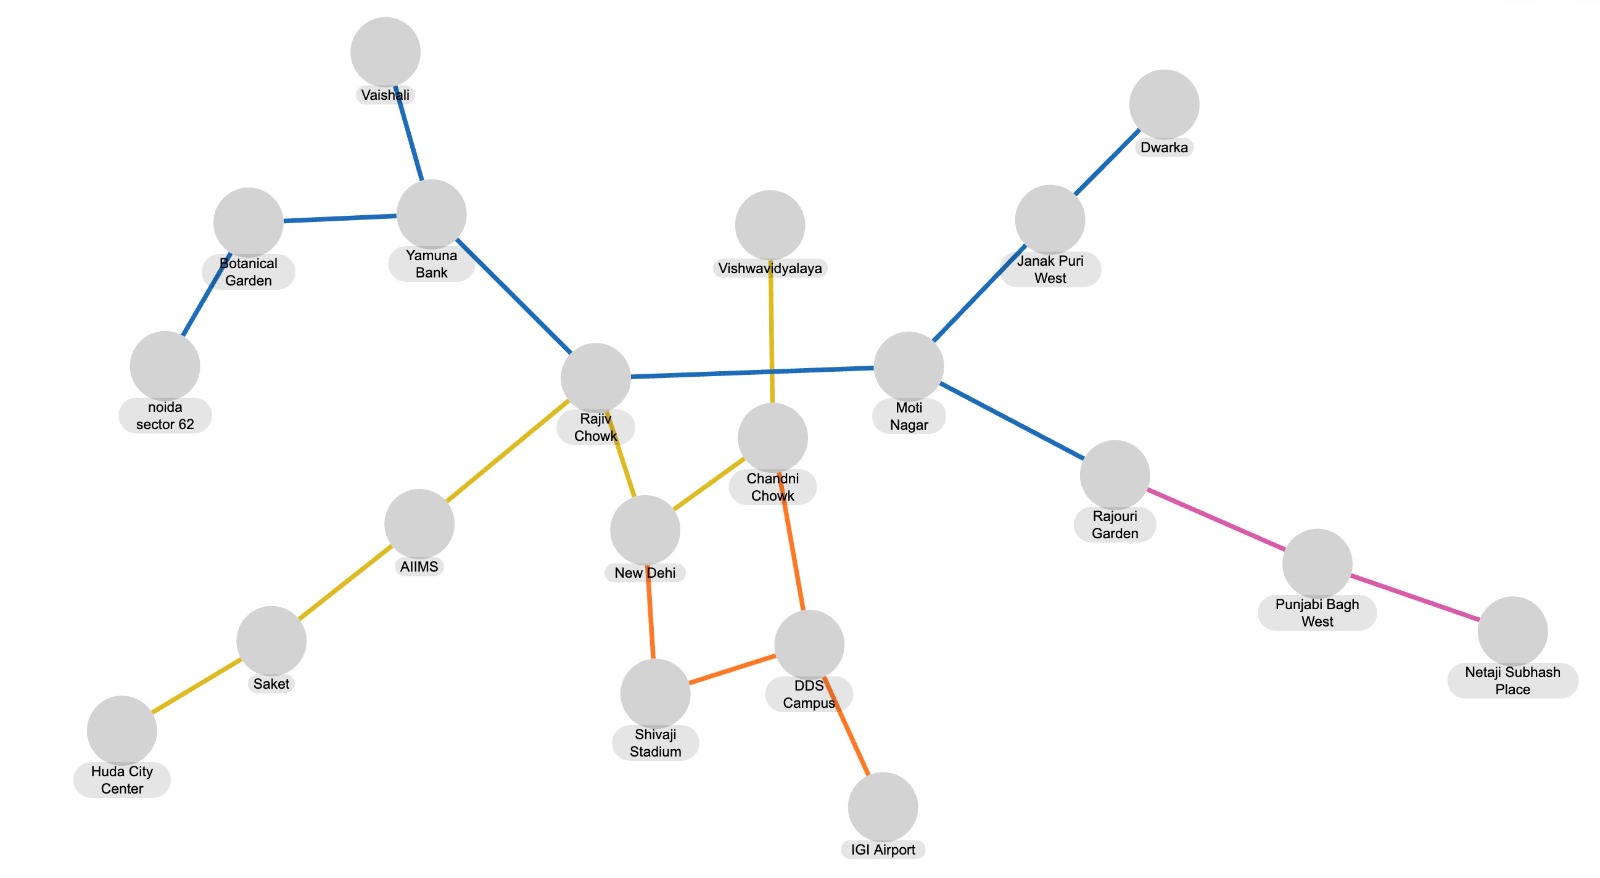 Vaishali
Dwarka
Botanical
Garden
Yamuna
Bank
Vishwavidyalaya
Janak Puri
West
noida
sector 62
Rajiv
Chowk
Moti
Nagar
Chandni
Chowk
Rajouri
Garden
AIIMS
New Dehi
Punjabi Bagh
West
Saket
DDS
Campus
Netaji Subhash
Place
Shivaji
Stadium
Huda City
Center
IGI Airport